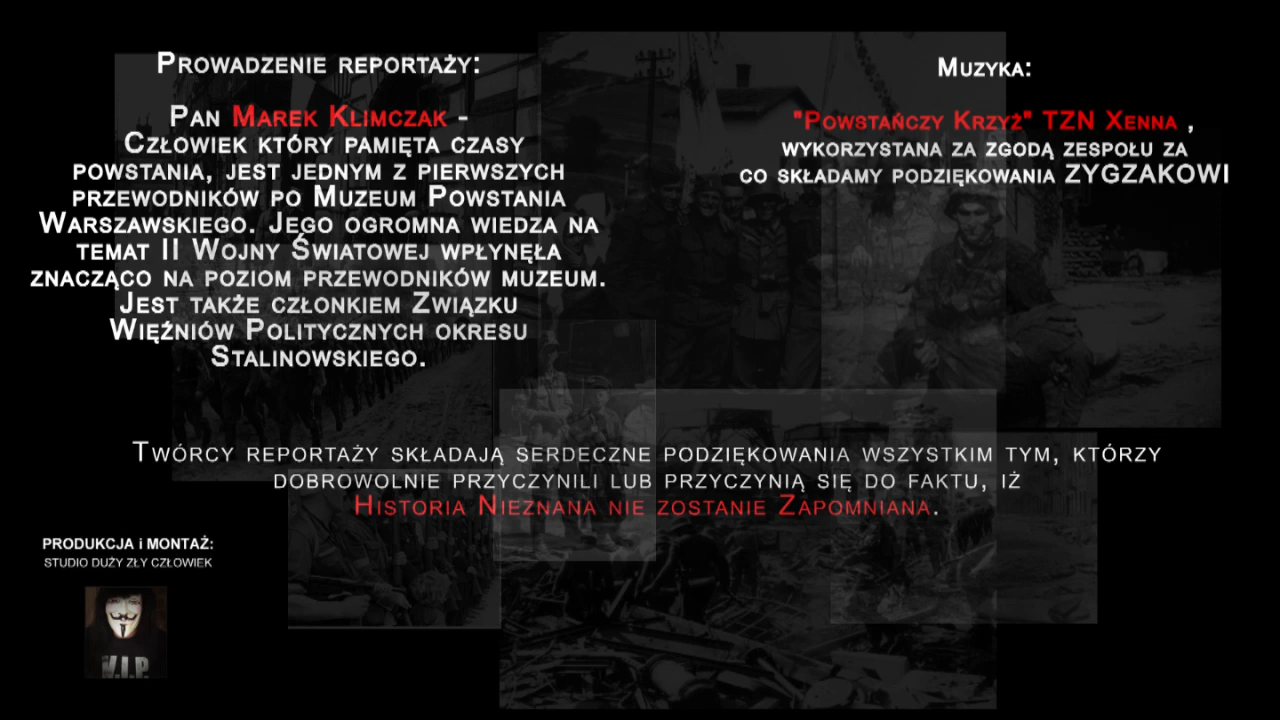 Prowadzenie reportaży:
Pan Marek Klimczak -
Człowiek który pamięta czasy
powstania, jest jednym z pierwszych
przewodników po Muzeum Powstania
Warszawskiego. Jego ogromna wiedza na
temat II Wojny Światowej wpłynęła
znacząco na poziom przewodników muzeum.
Jest także członkiem Związku
Więźniów Politycznych okresu
Stalinowskiego.
Muzyka:
"Powstańczy Krzyż" TZN Xenna ,
wykorzystana za zgodą zespołu za
co składamy podziękowania ZYGZAKOWI
Twórcy reportaży składają serdeczne podziękowania wszystkim tym, którzy
dobrowolnie przyczynili lub przyczynią się do faktu, iż
Historia Nieznana nie zostanie Zapomniana.
PRODUKCJA i MONTAŻ:
STUDIO DUŻY ZŁY CZŁOWIEK
V.I.P.